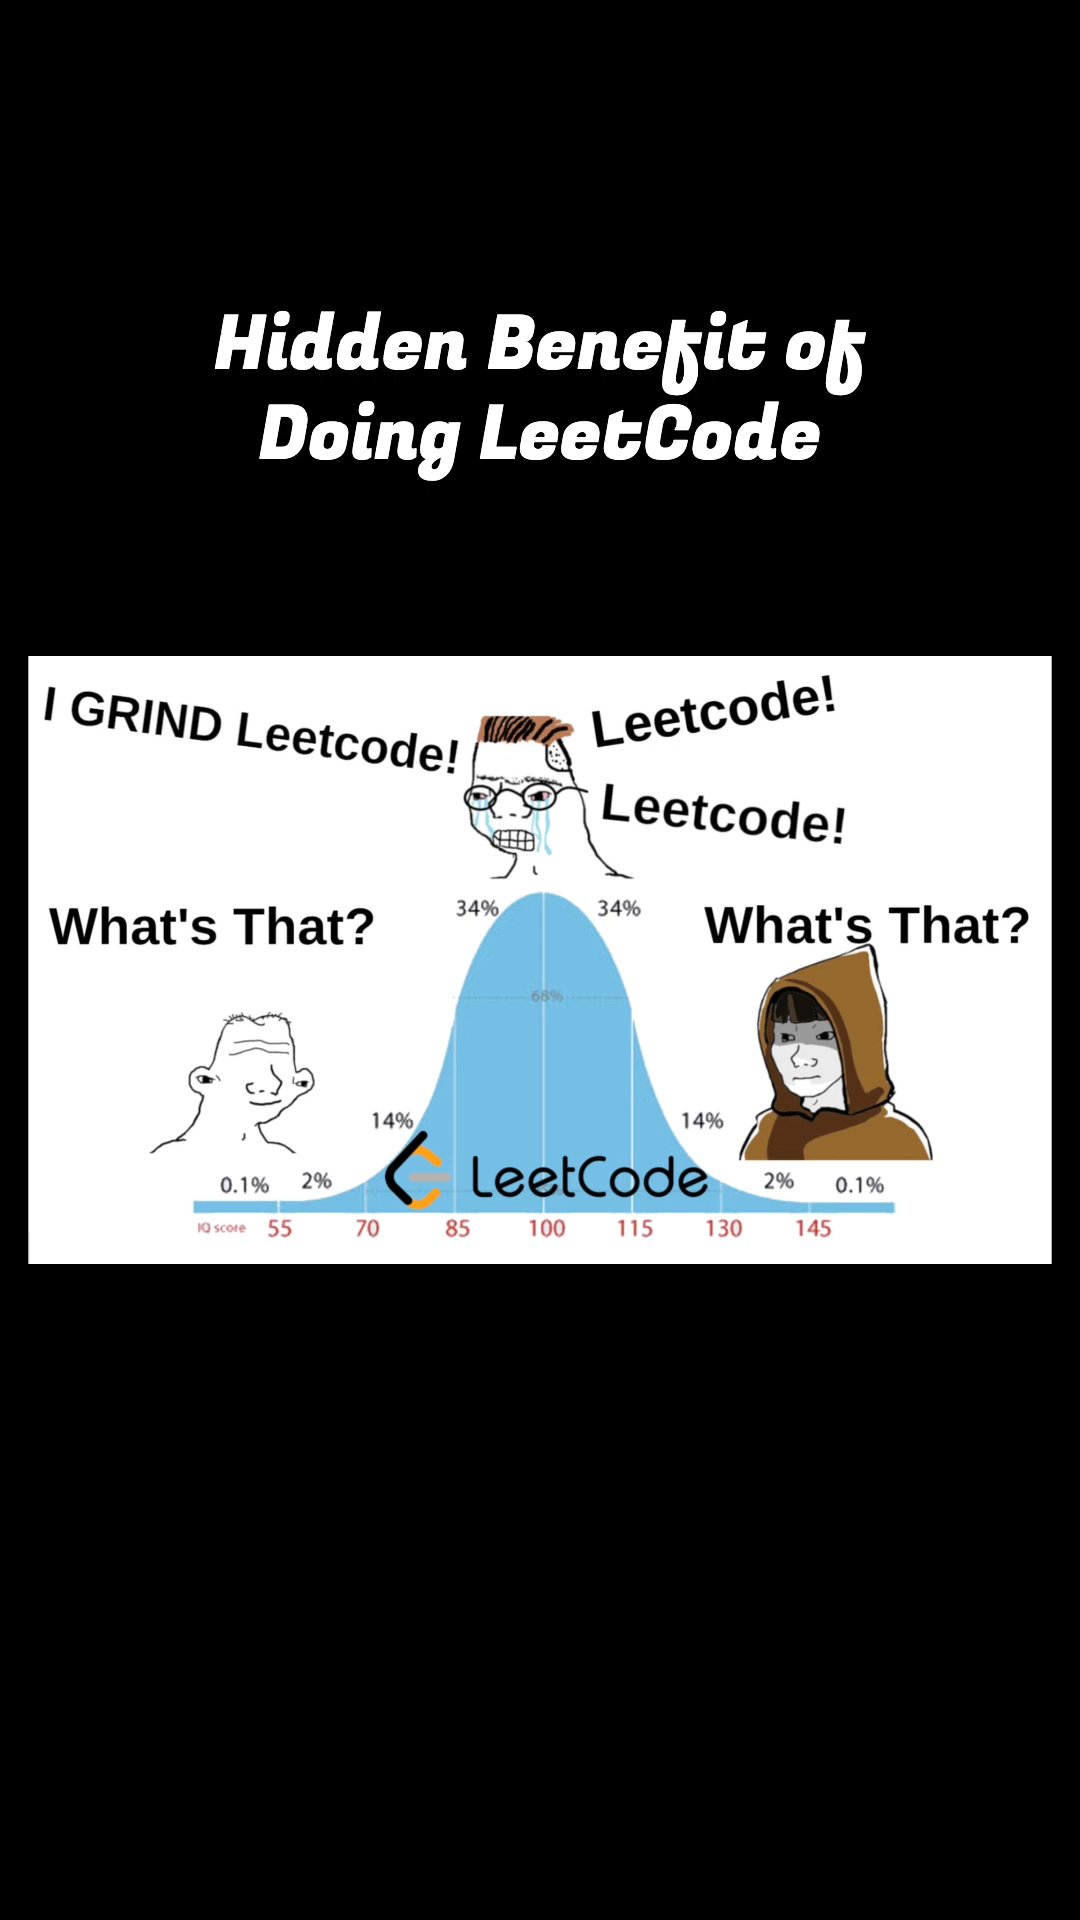 Hidden Benefit of
Doing LeetCode
I GRIND Leetcode!
Leetcode!
Leetcode!
What's That?
34%
34%
What's That?
68%
14%
14%
LeetCode
0.1%
2%
2%
0.1%
IQ score
55
70
85
100
115
130
145